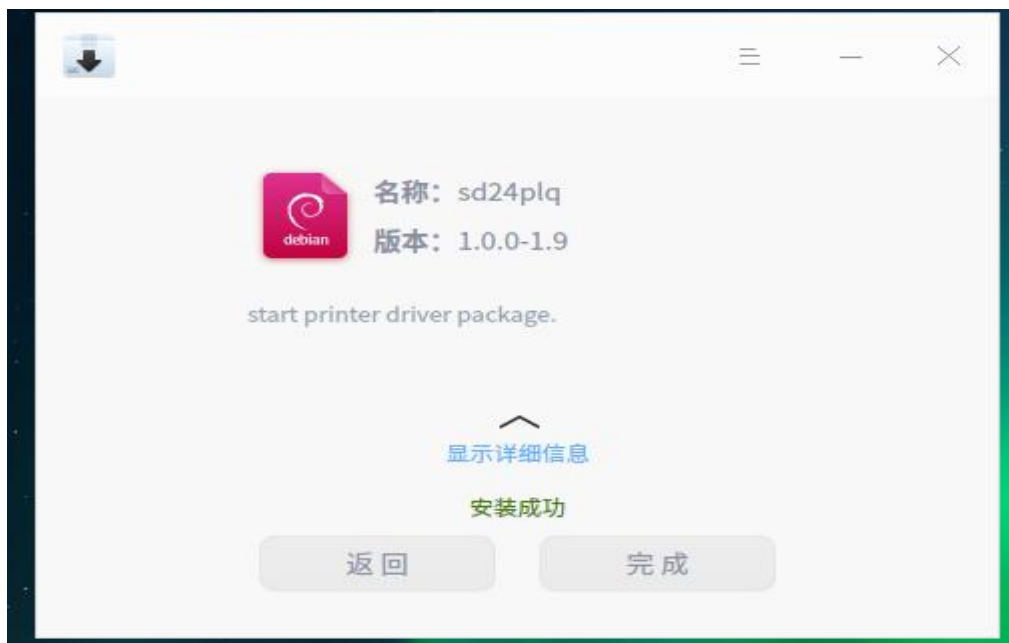 debian
名称：sd24plq
版本：1.0.0-1.9
start printer driver package.
显示详细信息
安装成功
返回
完成